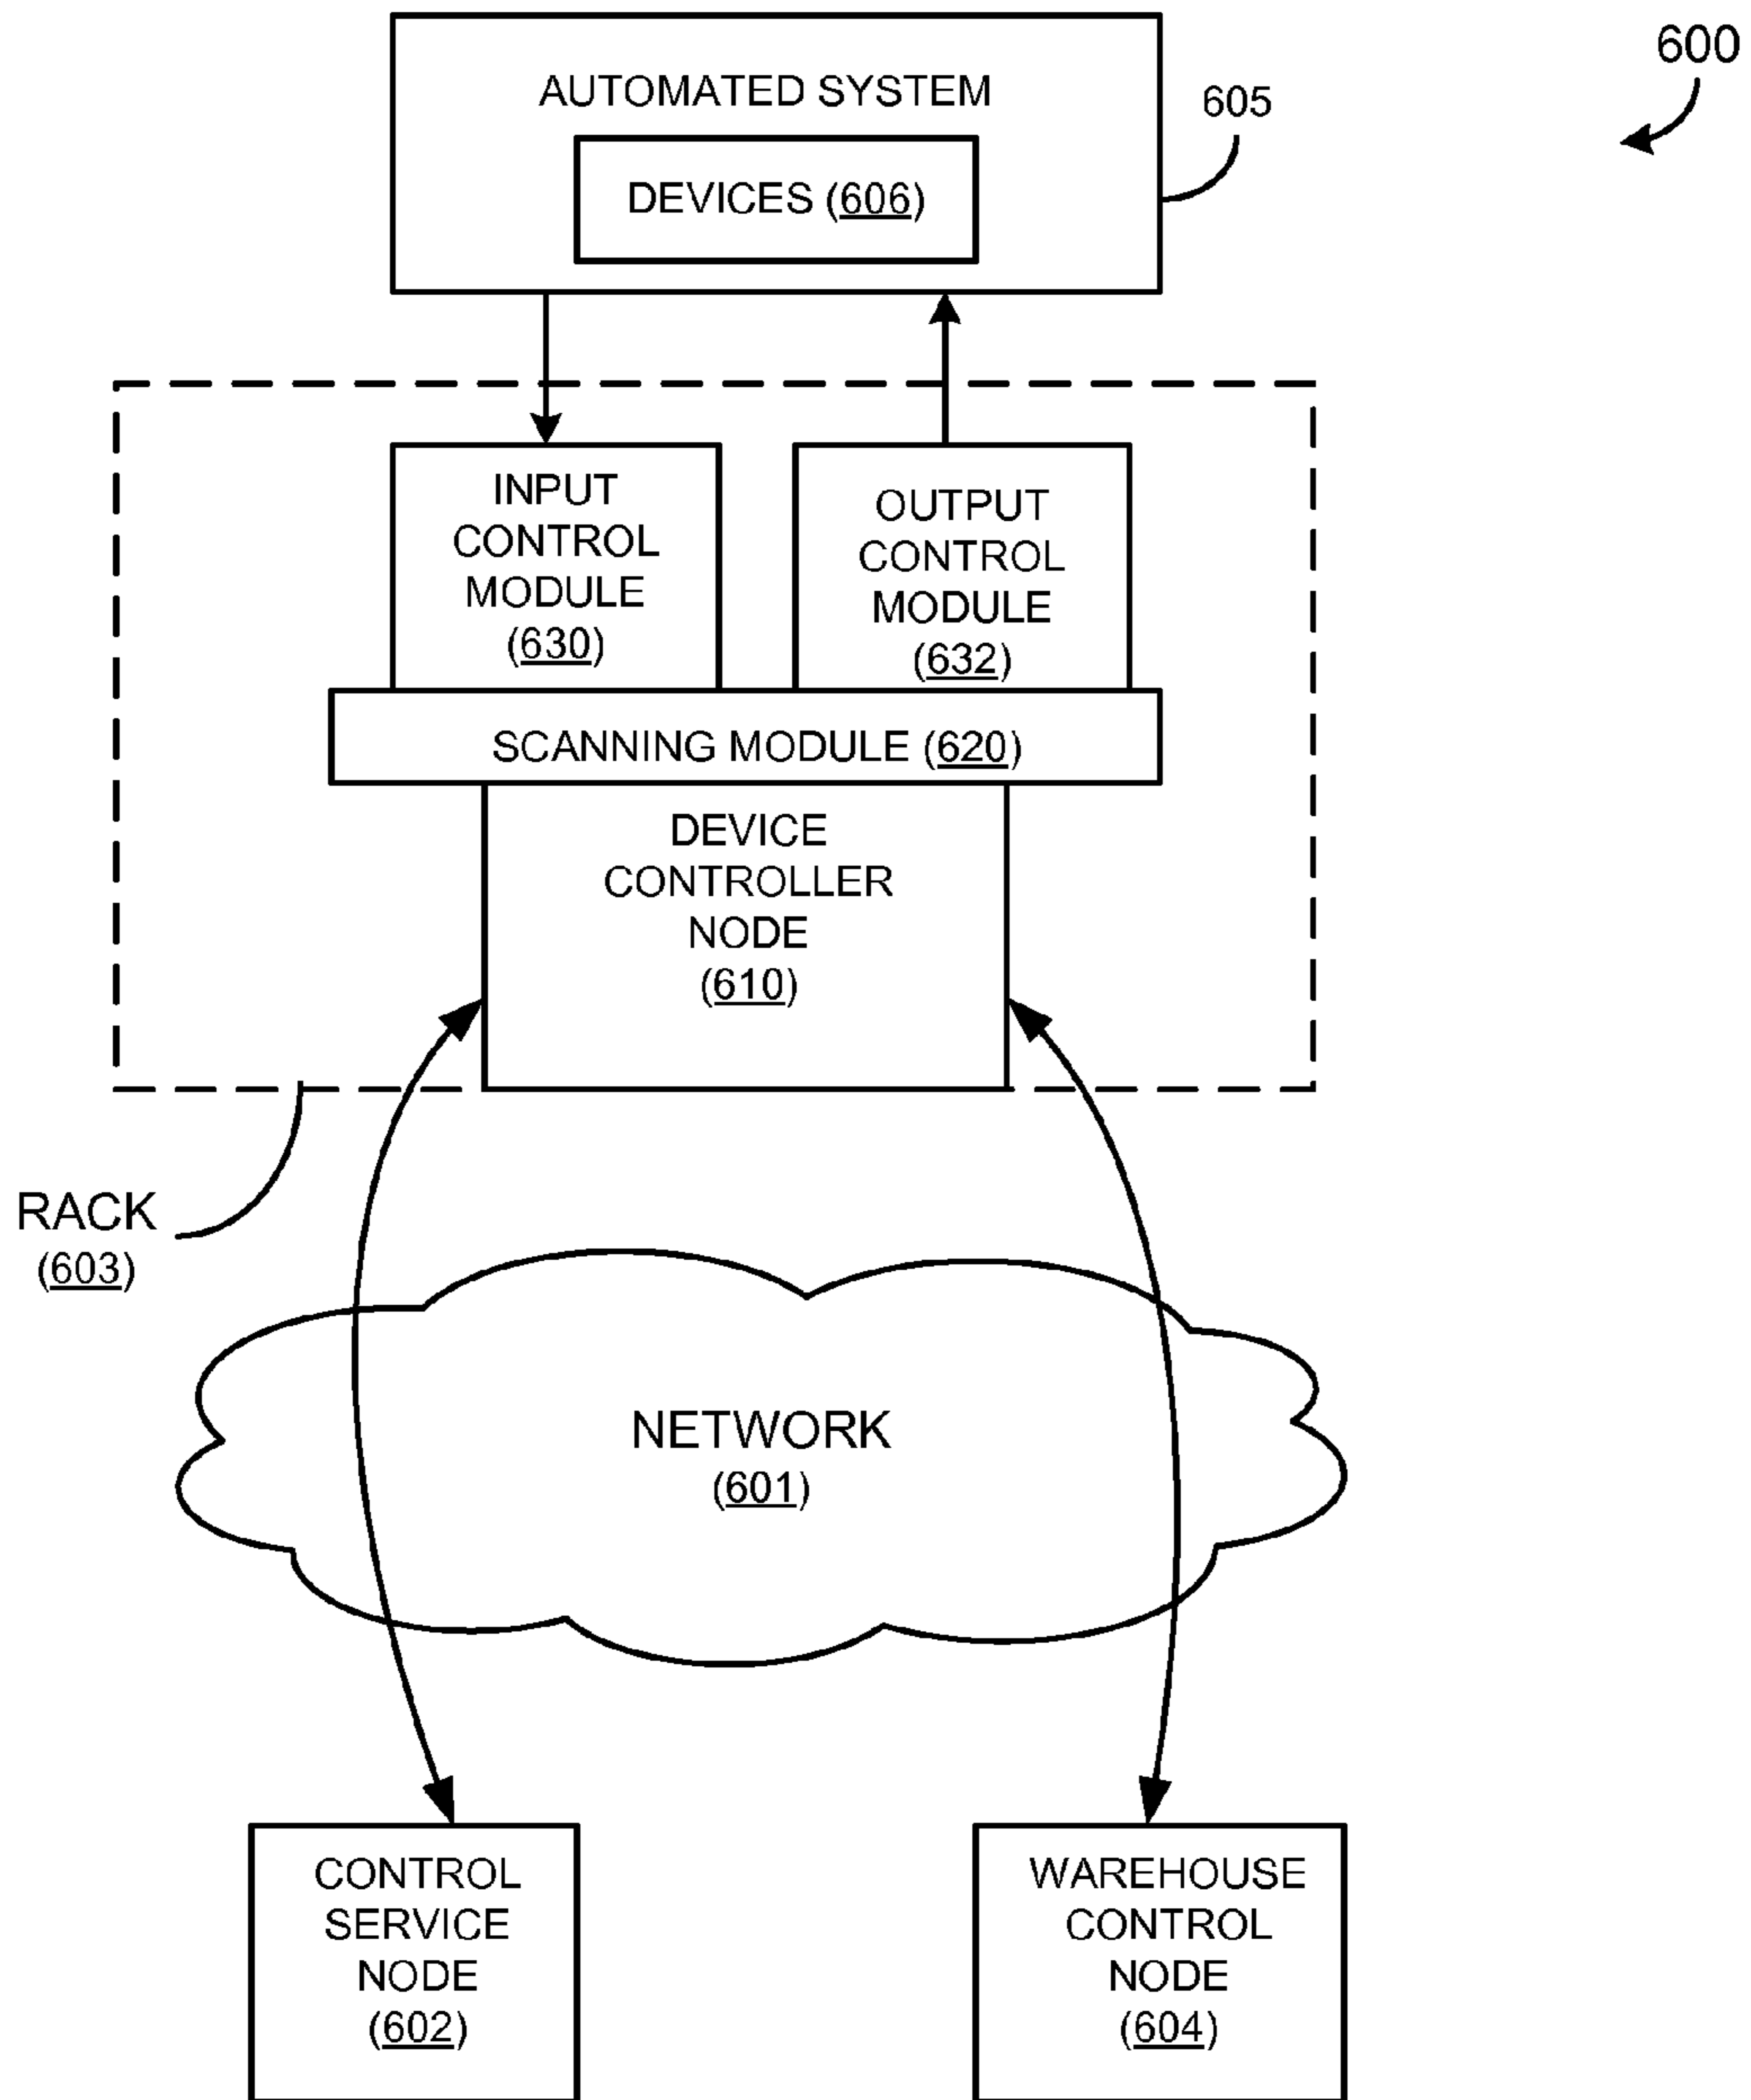 600
AUTOMATED SYSTEM
605
DEVICES (606)
INPUT
CONTROL
MODULE
(630)
OUTPUT
CONTROL
MODULE
(632)
SCANNING MODULE (620)
DEVICE
CONTROLLER
NODE
(610)
RACK
(603)
NETWORK
(601)
CONTROL
SERVICE
NODE
(602)
WAREHOUSE
CONTROL
NODE
(604)